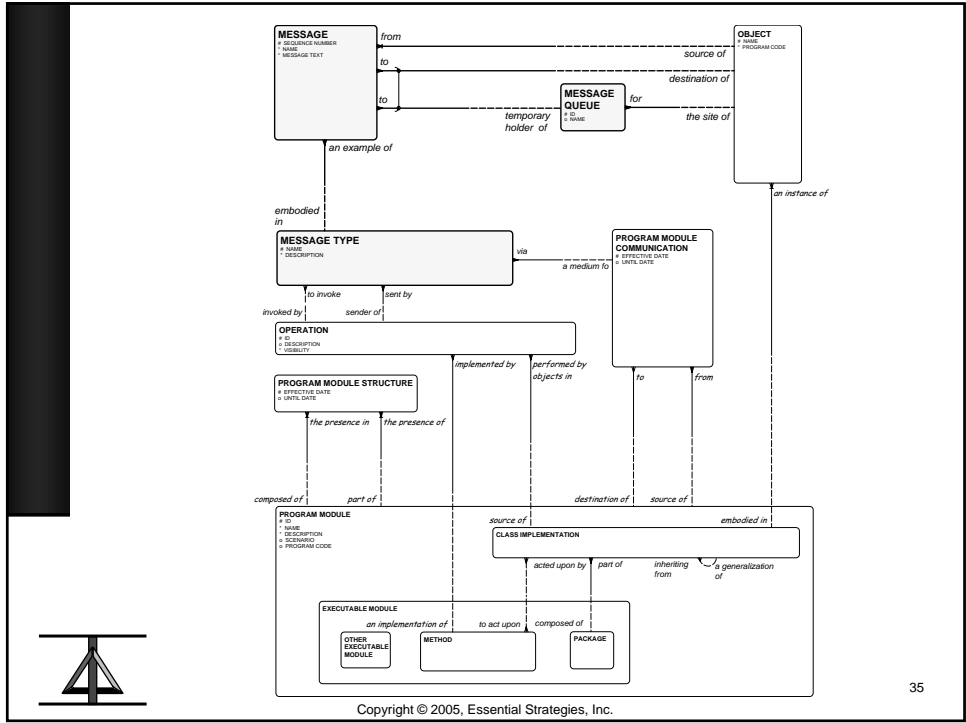 MESSAGE
# SEQUENCE NUMBER
* NAME
* MESSAGE TEXT
from
source of
to
destination of
to
temporary
holder of
MESSAGE
QUEUE
# ID
o NAME
for
the site of
OBJECT
# NAME
* PROGRAM CODE
an example of
an instance of
embodied
in
MESSAGE TYPE
# NAME
* DESCRIPTION
via
a medium fo
PROGRAM MODULE
COMMUNICATION
# EFFECTIVE DATE
o UNTIL DATE
to invoke
sent by
invoked by
sender of
OPERATION
# ID
o DESCRIPTION
* VISIBILITY
implemented by
performed by
objects in
to
from
PROGRAM MODULE STRUCTURE
# EFFECTIVE DATE
o UNTIL DATE
the presence in
the presence of
composed of
part of
destination of
source of
PROGRAM MODULE
# ID
* NAME
* DESCRIPTION
o SCENARIO
o PROGRAM CODE
source of
embodied in
CLASS IMPLEMENTATION
acted upon by
part of
inheriting
from
a generalization
of
EXECUTABLE MODULE
an implementation of
to act upon
composed of
OTHER
EXECUTABLE
MODULE
METHOD
PACKAGE
35
Copyright © 2005, Essential Strategies, Inc.